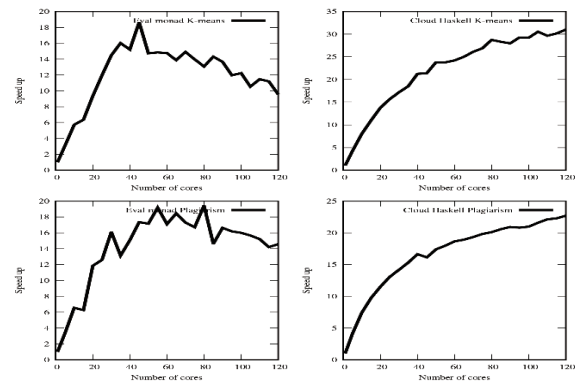 Eval monad K-means
20
18
16
14
12
10
8
6
4
2
0
Speed up
0 20 40 60 80 100 120
Number of cores
Cloud Haskell K-means
35
30
25
20
15
10
5
0
Speed up
0 20 40 60 80 100 120
Number of cores
Eval monad Plagiarism
20
18
16
14
12
10
8
6
4
2
0
Speed up
0 20 40 60 80 100 120
Number of cores
Cloud Haskell Plagiarism
25
20
15
10
5
0
Speed up
0 20 40 60 80 100 120
Number of cores